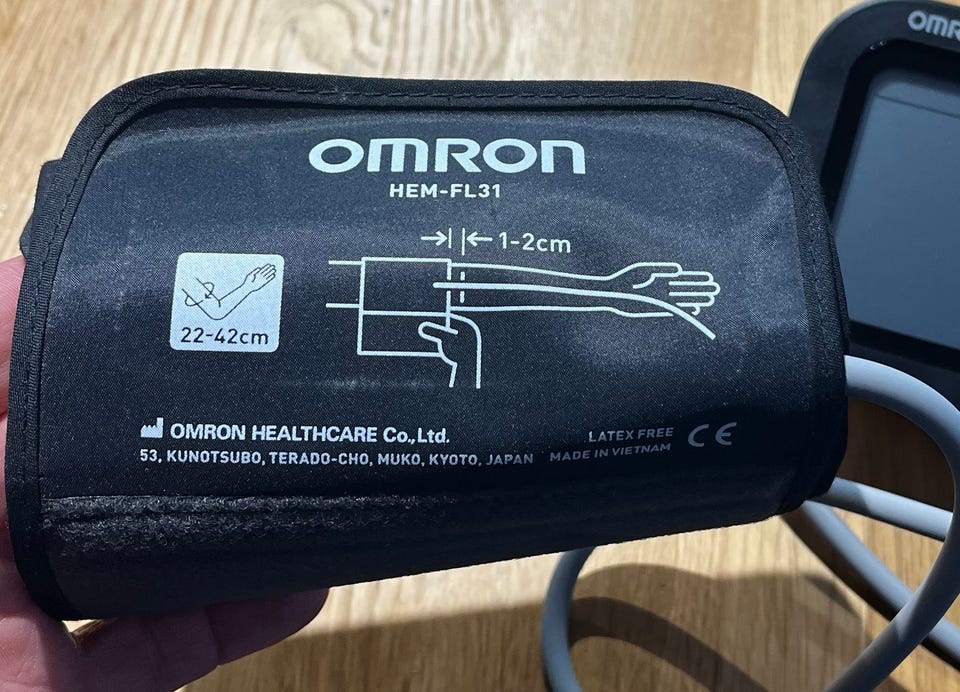 OMRON
HEM-FL31
1-2cm
22-42cm
OMRON HEALTHCARE Co.,Ltd.
53, KUNOTSUBO, TERADO-CHO, MUKO, KYOTO, JAPAN
LATEX FREE
MADE IN VIETNAM
CE
OMR